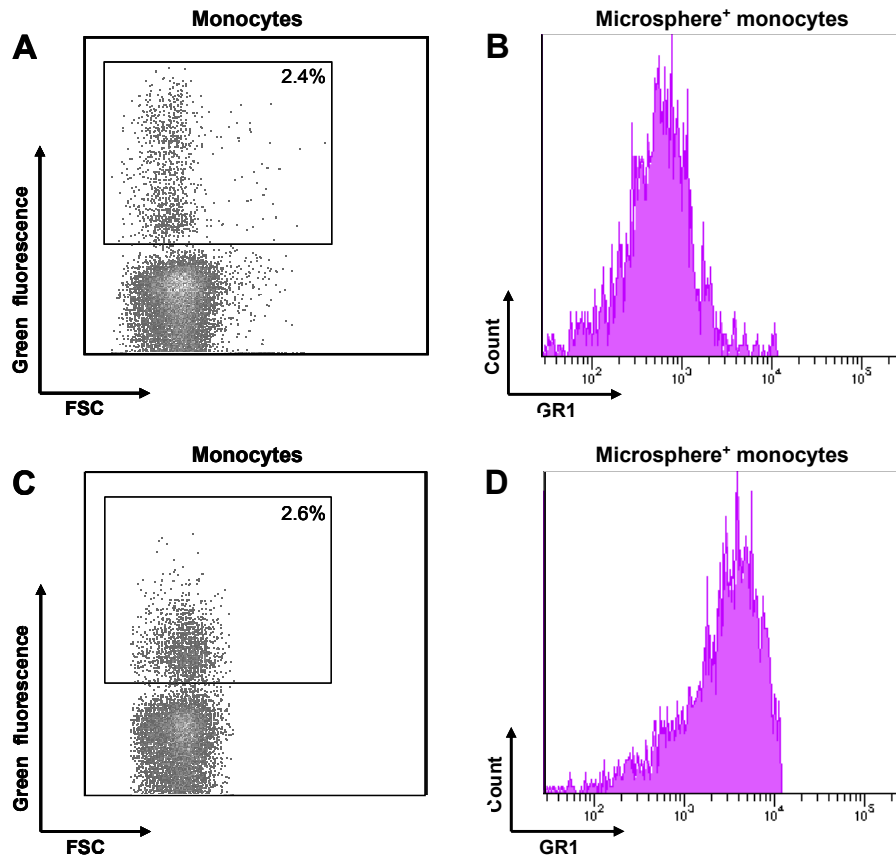 A
Monocytes
2.4%
Green fluorescence
FSC
B
Microsphere⁺ monocytes
Count
10² 10³ 10⁴ 10⁵
GR1
C
Monocytes
2.6%
Green fluorescence
FSC
D
Microsphere⁺ monocytes
Count
10² 10³ 10⁴ 10⁵
GR1